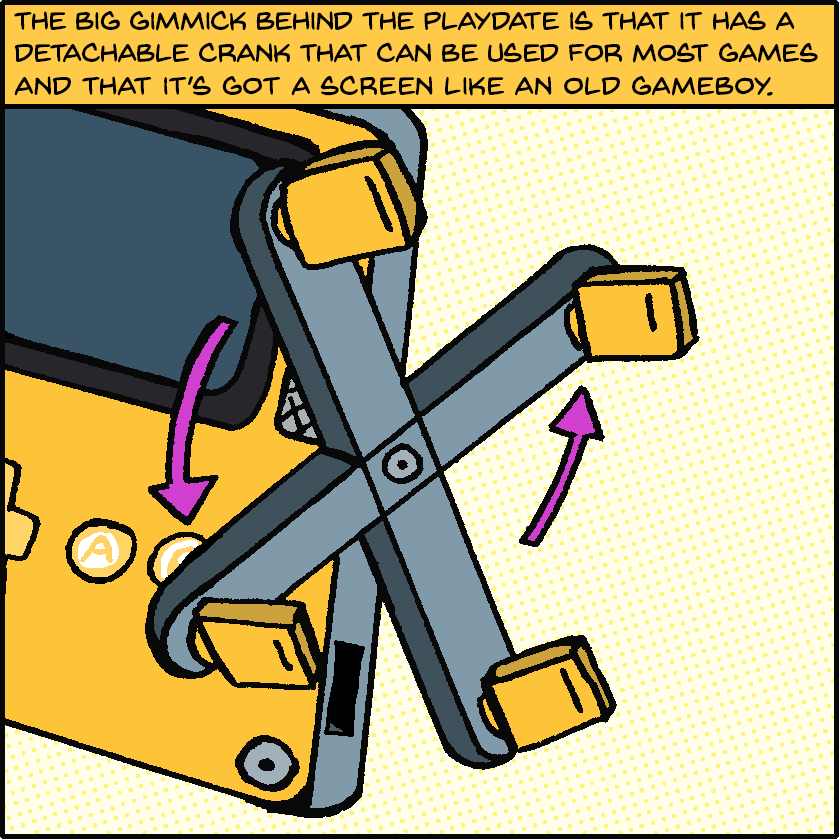 THE BIG GIMMICK BEHIND THE PLAYDATE IS THAT IT HAS A
DETACHABLE CRANK THAT CAN BE USED FOR MOST GAMES
AND THAT IT'S GOT A SCREEN LIKE AN OLD GAMEBOY.
A